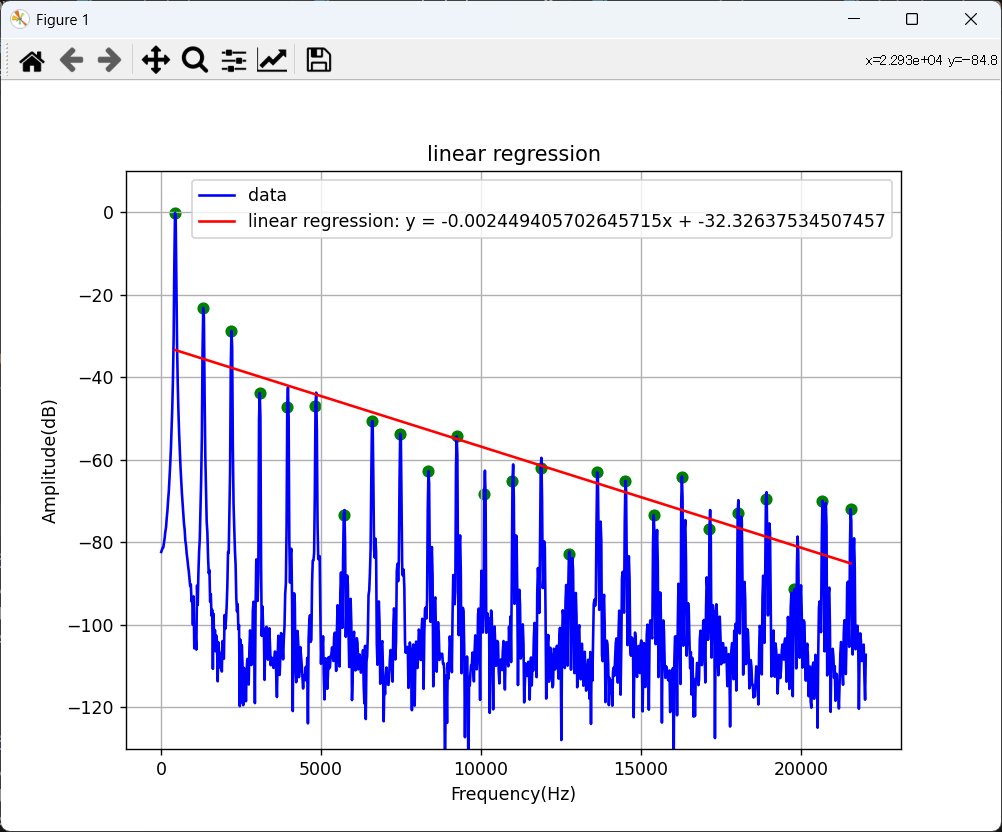 Figure 1
x=2.293e+04 y=−84.8
linear regression
data
linear regression: y = -0.002449405702645715x + -32.32637534507457
0
−20
−40
−60
−80
−100
−120
Amplitude(dB)
0
5000
10000
15000
20000
Frequency(Hz)